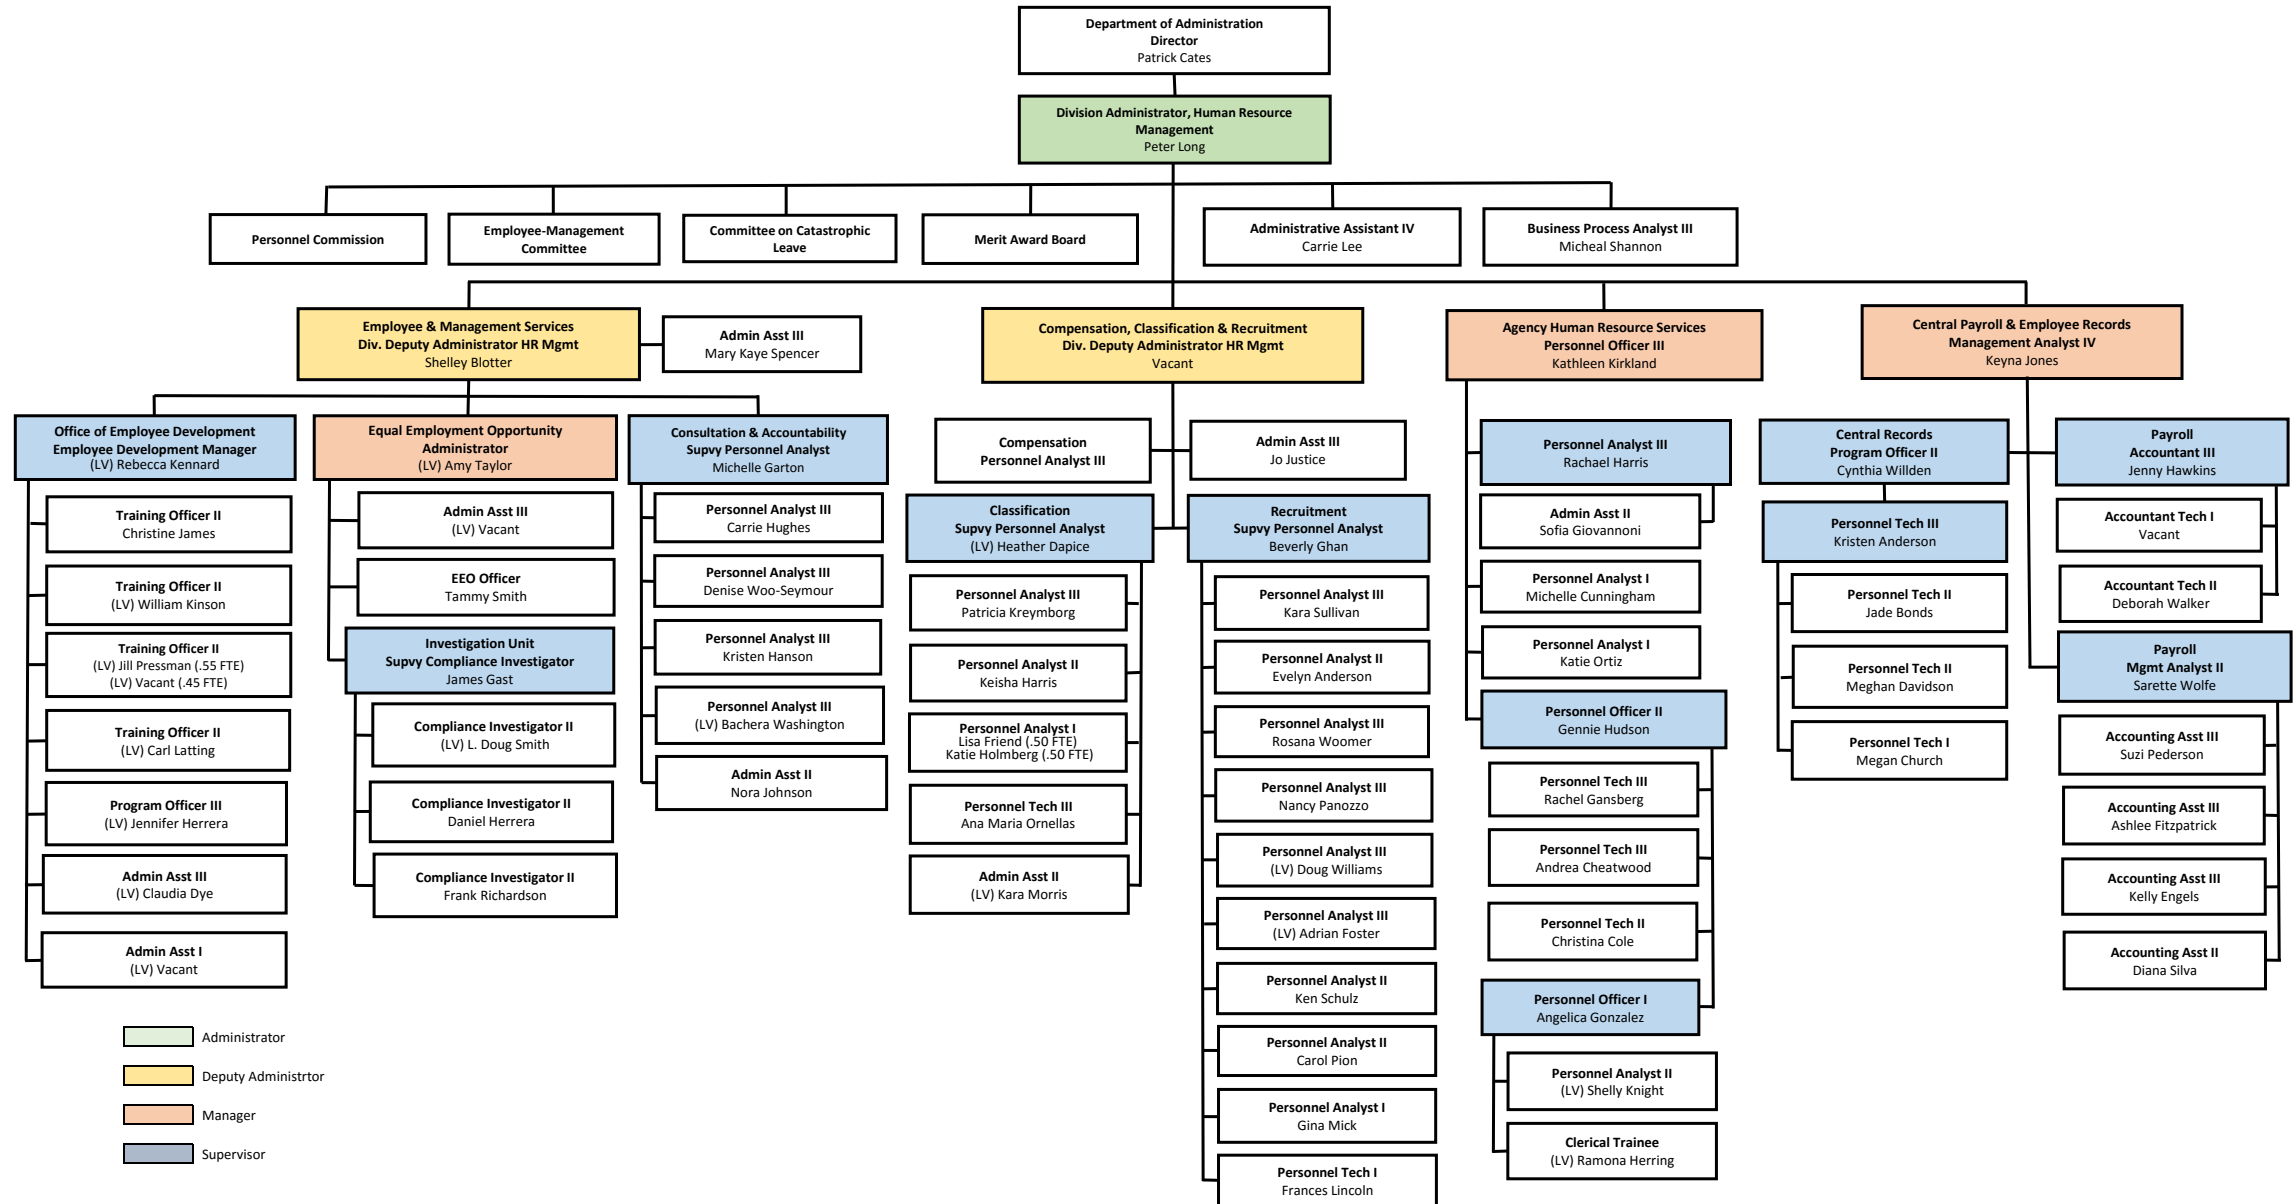 Department of Administration
Director
Patrick Cates
Division Administrator, Human Resource
Management
Peter Long
Personnel Commission
Employee-Management
Committee
Committee on Catastrophic
Leave
Merit Award Board
Administrative Assistant IV
Carrie Lee
Business Process Analyst III
Micheal Shannon
Employee & Management Services
Div. Deputy Administrator HR Mgmt
Shelley Blotter
Admin Asst III
Mary Kaye Spencer
Compensation, Classification & Recruitment
Div. Deputy Administrator HR Mgmt
Vacant
Agency Human Resource Services
Personnel Officer III
Kathleen Kirkland
Central Payroll & Employee Records
Management Analyst IV
Keyna Jones
Office of Employee Development
Employee Development Manager
(LV) Rebecca Kennard
Training Officer II
Christine James
Training Officer II
(LV) William Kinson
Training Officer II
(LV) Jill Pressman (.55 FTE)
(LV) Vacant (.45 FTE)
Training Officer II
(LV) Carl Latting
Program Officer III
(LV) Jennifer Herrera
Admin Asst III
(LV) Claudia Dye
Admin Asst I
(LV) Vacant
Equal Employment Opportunity
Administrator
(LV) Amy Taylor
Admin Asst III
(LV) Vacant
EEO Officer
Tammy Smith
Investigation Unit
Supvy Compliance Investigator
James Gast
Compliance Investigator II
(LV) L. Doug Smith
Compliance Investigator II
Daniel Herrera
Compliance Investigator II
Frank Richardson
Consultation & Accountability
Supvy Personnel Analyst
Michelle Garton
Personnel Analyst III
Carrie Hughes
Personnel Analyst III
Denise Woo-Seymour
Personnel Analyst III
Kristen Hanson
Personnel Analyst III
(LV) Bachera Washington
Admin Asst II
Nora Johnson
Compensation
Personnel Analyst III
Admin Asst III
Jo Justice
Classification
Supvy Personnel Analyst
(LV) Heather Dapice
Personnel Analyst III
Patricia Kreymborg
Personnel Analyst II
Keisha Harris
Personnel Analyst I
Lisa Friend (.50 FTE)
Katie Holmberg (.50 FTE)
Personnel Tech III
Ana Maria Ornellas
Admin Asst II
(LV) Kara Morris
Recruitment
Supvy Personnel Analyst
Beverly Ghan
Personnel Analyst III
Kara Sullivan
Personnel Analyst II
Evelyn Anderson
Personnel Analyst III
Rosana Woomer
Personnel Analyst III
Nancy Panozzo
Personnel Analyst III
(LV) Doug Williams
Personnel Analyst III
(LV) Adrian Foster
Personnel Analyst II
Ken Schulz
Personnel Analyst II
Carol Pion
Personnel Analyst I
Gina Mick
Personnel Tech I
Frances Lincoln
Personnel Analyst III
Rachael Harris
Admin Asst II
Sofia Giovannoni
Personnel Analyst I
Michelle Cunningham
Personnel Analyst I
Katie Ortiz
Personnel Officer II
Gennie Hudson
Personnel Tech III
Rachel Gansberg
Personnel Tech III
Andrea Cheatwood
Personnel Tech II
Christina Cole
Personnel Officer I
Angelica Gonzalez
Personnel Analyst II
(LV) Shelly Knight
Clerical Trainee
(LV) Ramona Herring
Central Records
Program Officer II
Cynthia Willden
Personnel Tech III
Kristen Anderson
Personnel Tech II
Jade Bonds
Personnel Tech II
Meghan Davidson
Personnel Tech I
Megan Church
Payroll
Accountant III
Jenny Hawkins
Accountant Tech I
Vacant
Accountant Tech II
Deborah Walker
Payroll
Mgmt Analyst II
Sarette Wolfe
Accounting Asst III
Suzi Pederson
Accounting Asst III
Ashlee Fitzpatrick
Accounting Asst III
Kelly Engels
Accounting Asst II
Diana Silva
Administrator
Deputy Administrtor
Manager
Supervisor